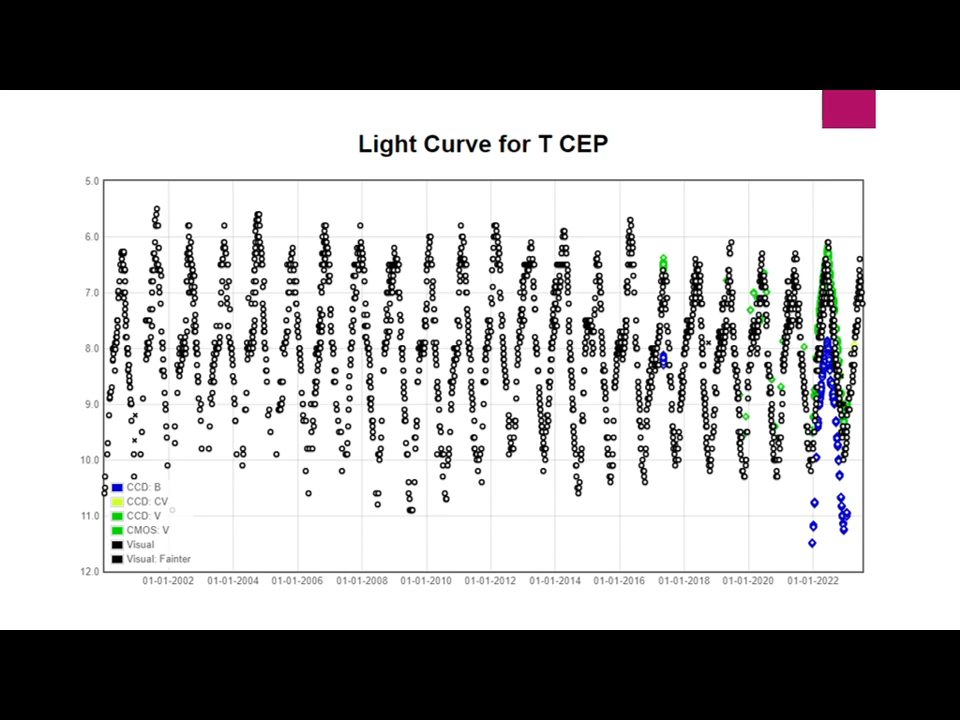 Light Curve for T CEP
5.0
6.0
7.0
8.0
9.0
10.0
11.0
12.0
CCD: B
CCD: CV
CCD: V
CMOS: V
Visual
Visual: Fainter
01-01-2002 01-01-2004 01-01-2006 01-01-2008 01-01-2010 01-01-2012 01-01-2014 01-01-2016 01-01-2018 01-01-2020 01-01-2022